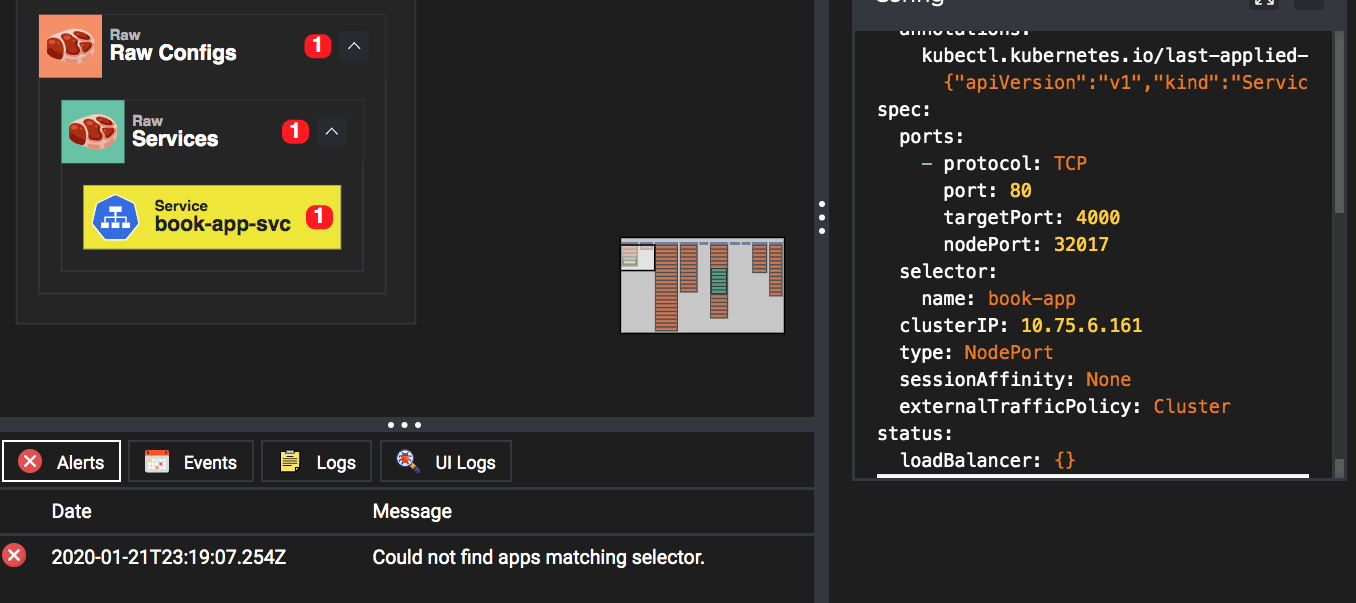 Raw
Raw Configs
1
Raw
Services
1
Service
book-app-svc
1
Alerts
Events
Logs
UI Logs
Date
Message
2020-01-21T23:19:07.254Z
Could not find apps matching selector.
annotations:
kubectl.kubernetes.io/last-applied-
{"apiVersion":"v1","kind":"Servic
spec:
ports:
- protocol: TCP
port: 80
targetPort: 4000
nodePort: 32017
selector:
name: book-app
clusterIP: 10.75.6.161
type: NodePort
sessionAffinity: None
externalTrafficPolicy: Cluster
status:
loadBalancer: {}